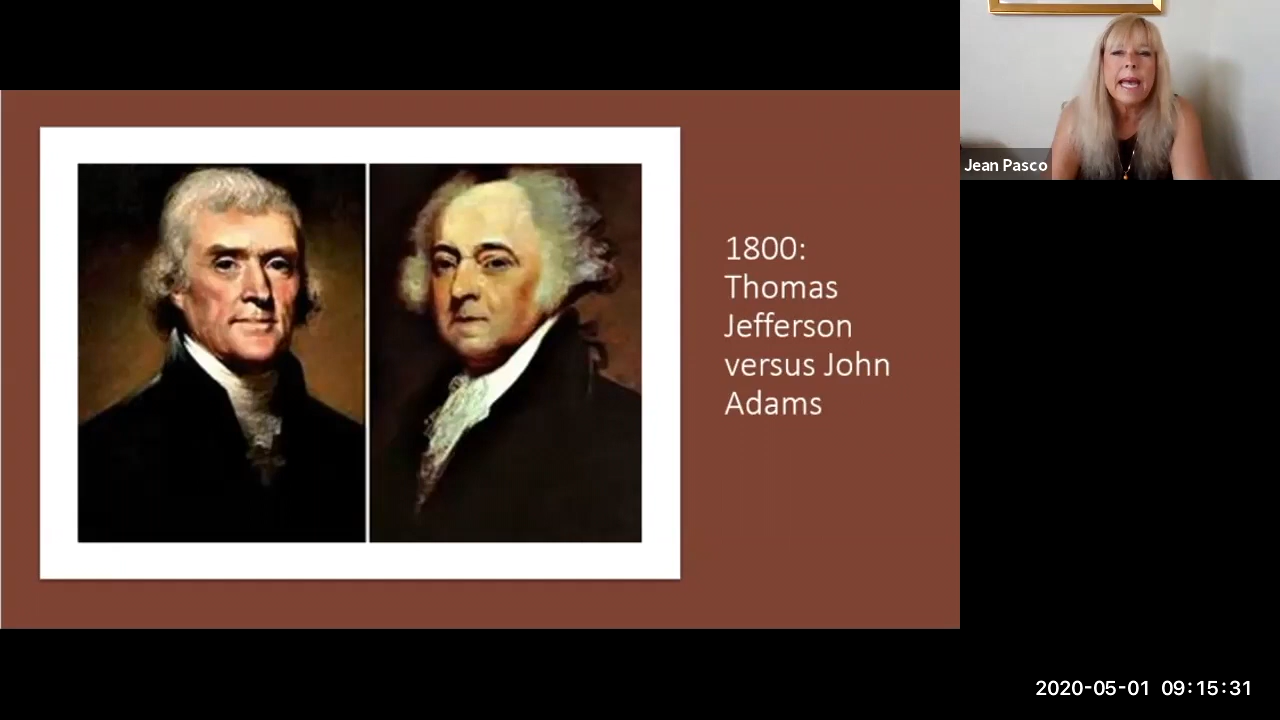 1800:
Thomas
Jefferson
versus John
Adams
Jean Pasco
2020-05-01 09:15:31